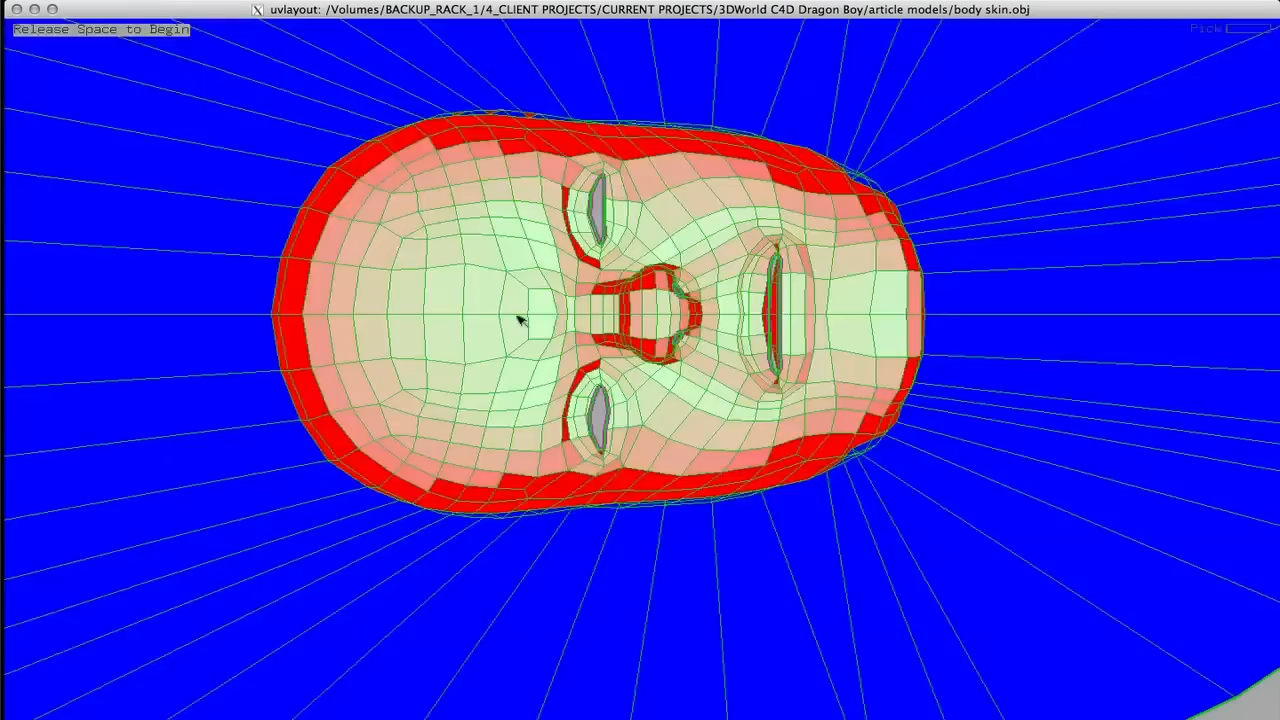 uvlayout: /Volumes/BACKUP_RACK_1/4_CLIENT PROJECTS/CURRENT PROJECTS/3DWorld C4D Dragon Boy/article models/body skin.obj
Release Space to Begin
Pick